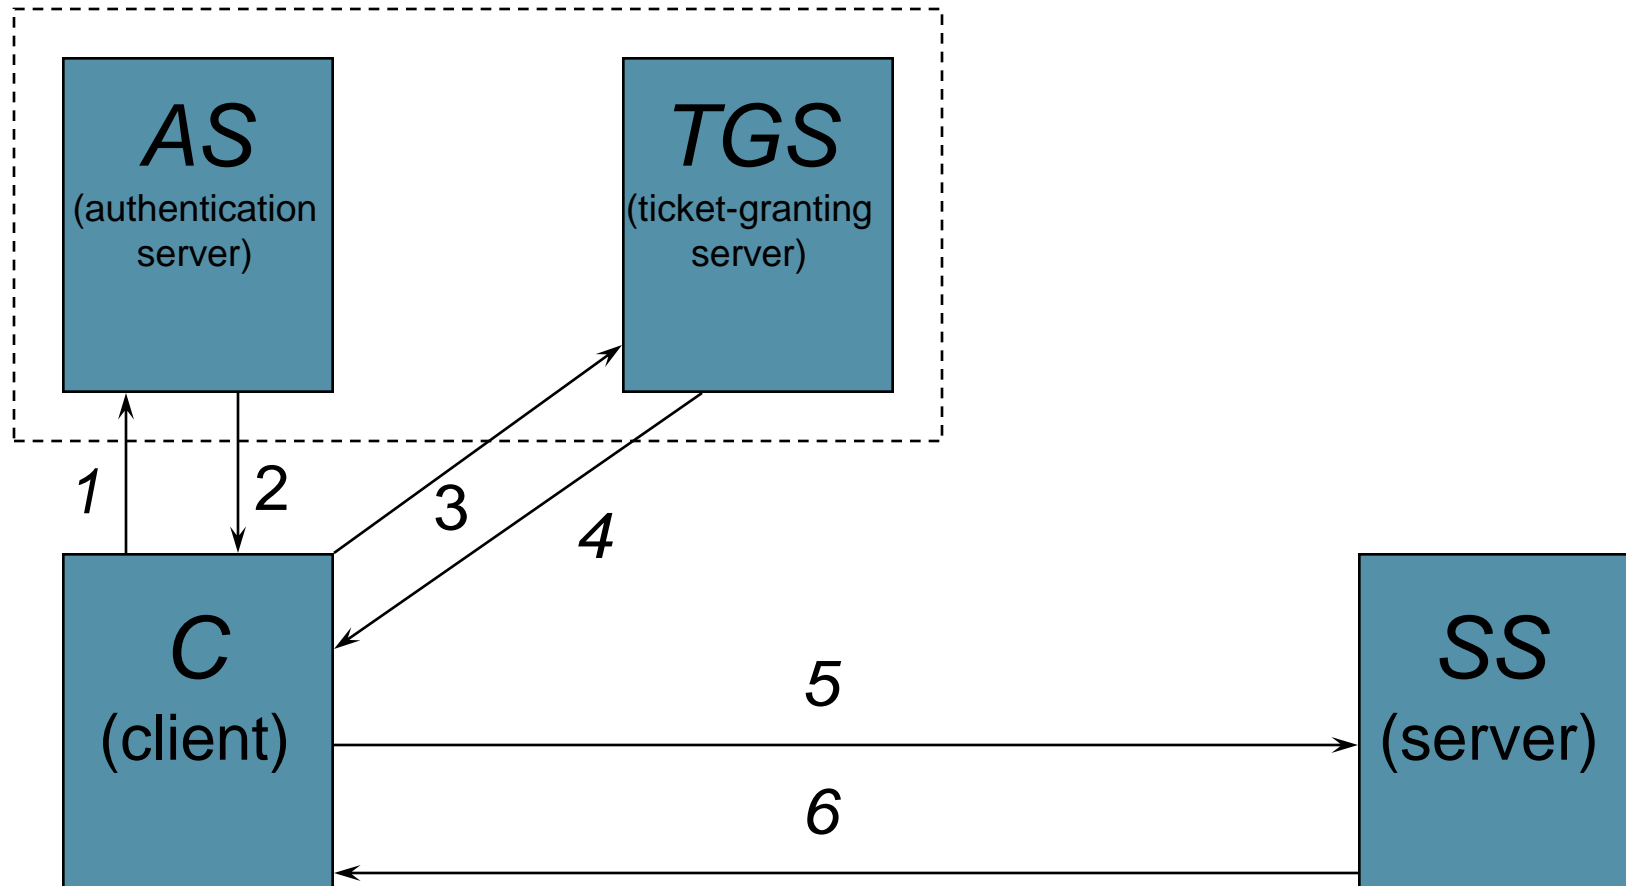 AS
(authentication
server)
TGS
(ticket-granting
server)
1
2
3
4
C
(client)
5
6
SS
(server)